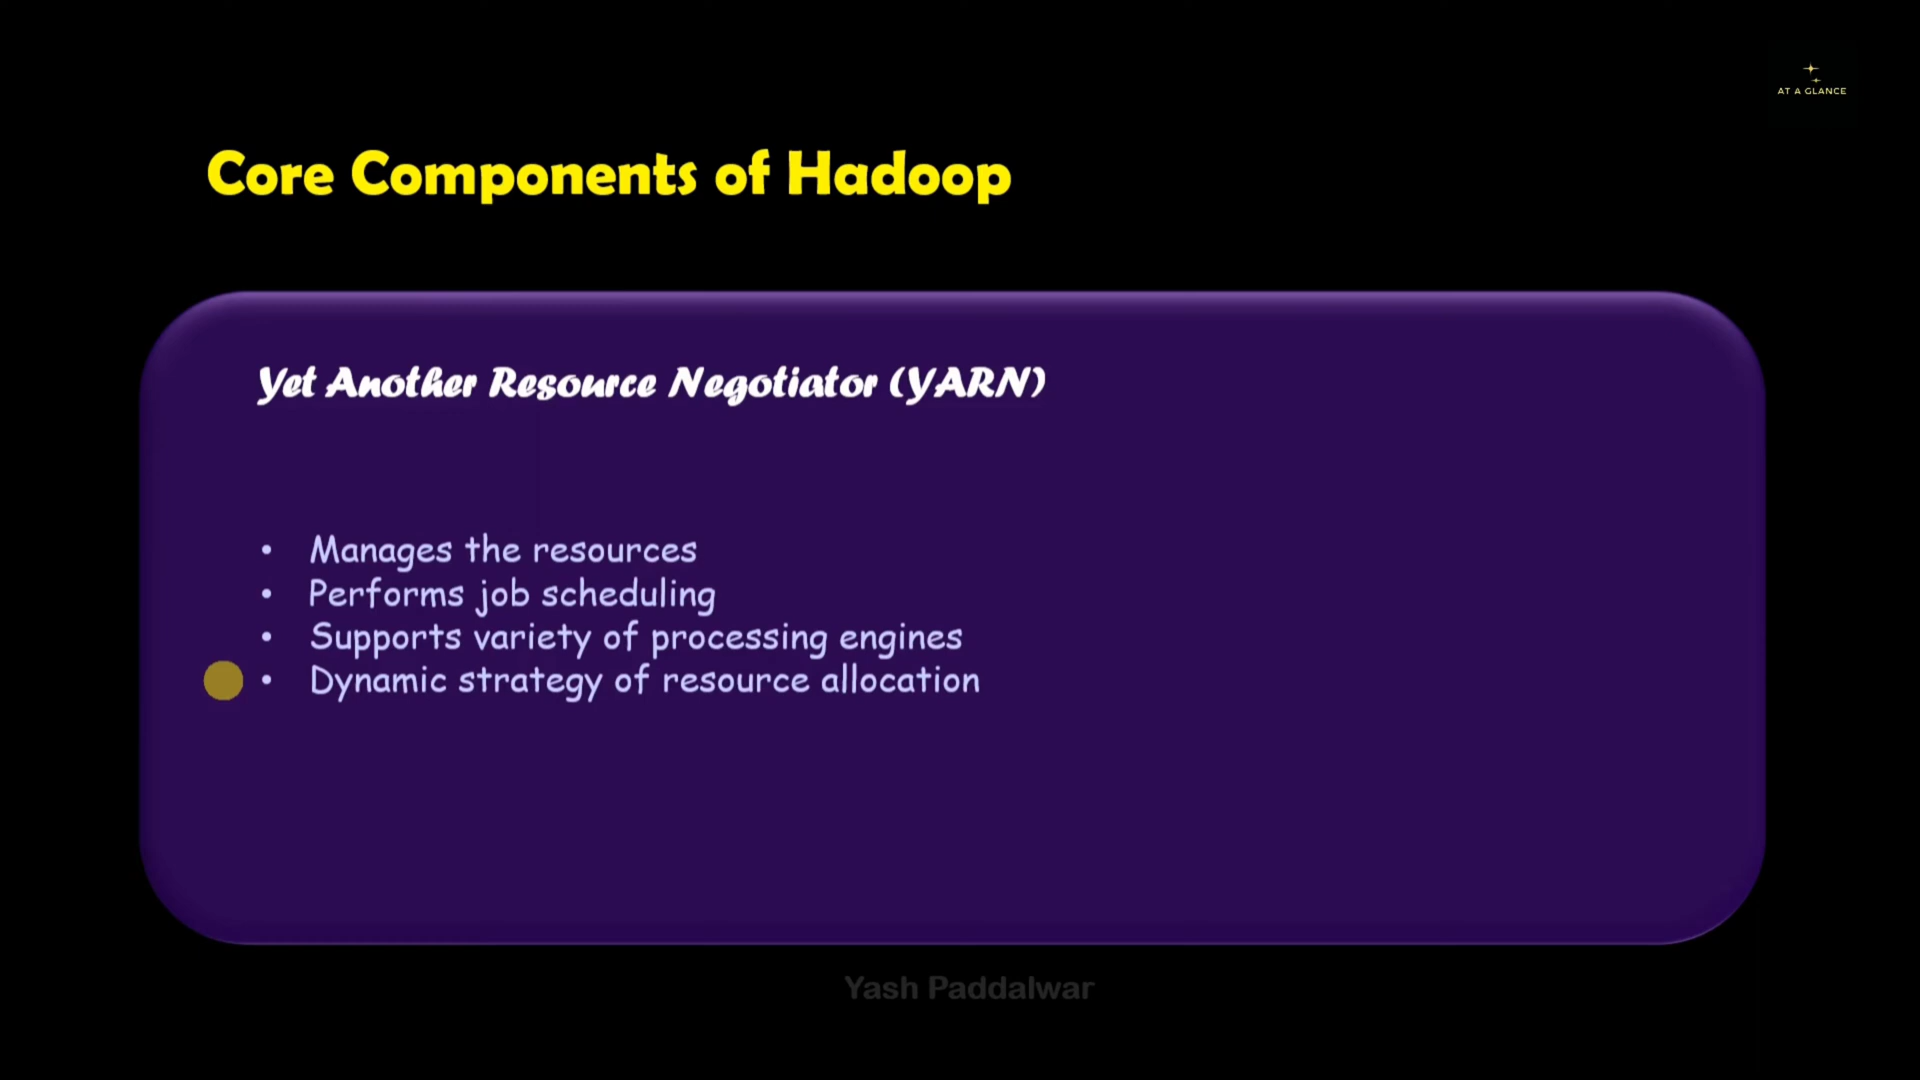 AT A GLANCE
Core Components of Hadoop
Yet Another Resource Negotiator (YARN)
• Manages the resources
• Performs job scheduling
• Supports variety of processing engines
• Dynamic strategy of resource allocation
Yash Paddalwar